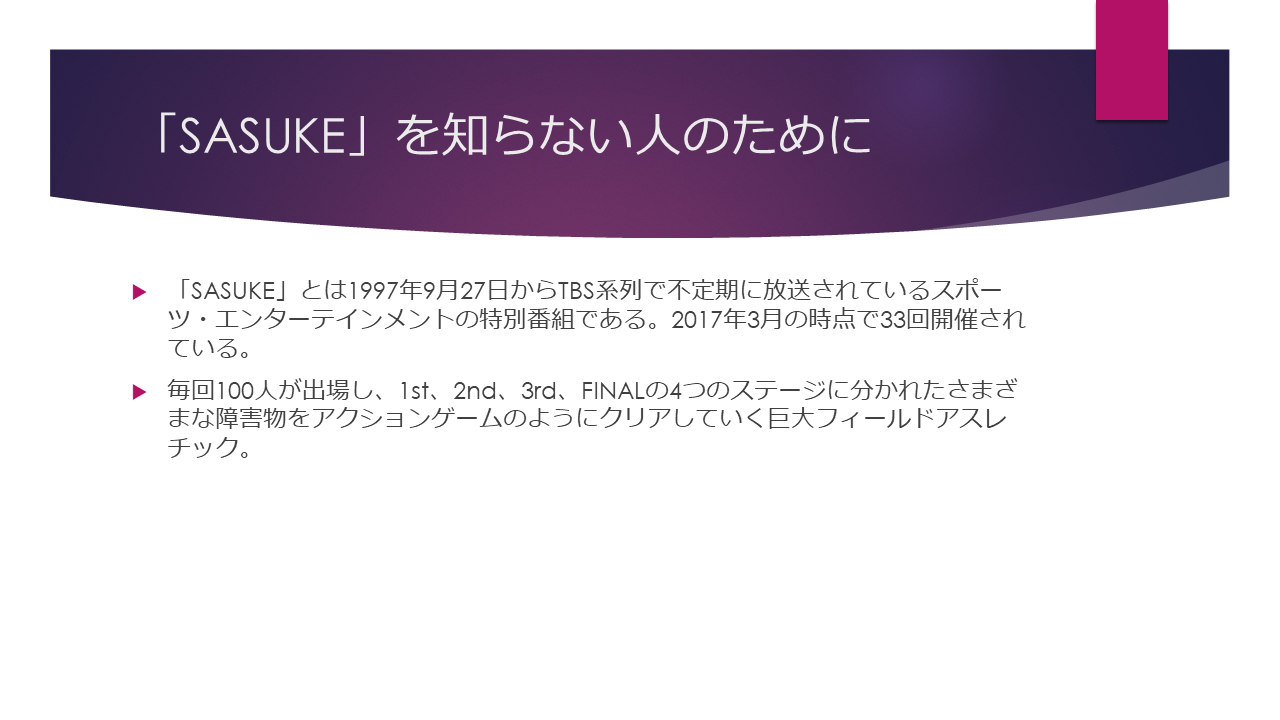 「SASUKE」を知らない人のために
「SASUKE」とは1997年9月27日からTBS系列で不定期に放送されているスポー
ツ・エンターテインメントの特別番組である。2017年3月の時点で33回開催され
ている。
毎回100人が出場し、1st、2nd、3rd、FINALの4つのステージに分かれたさまざ
まな障害物をアクションゲームのようにクリアしていく巨大フィールドアスレ
チック。